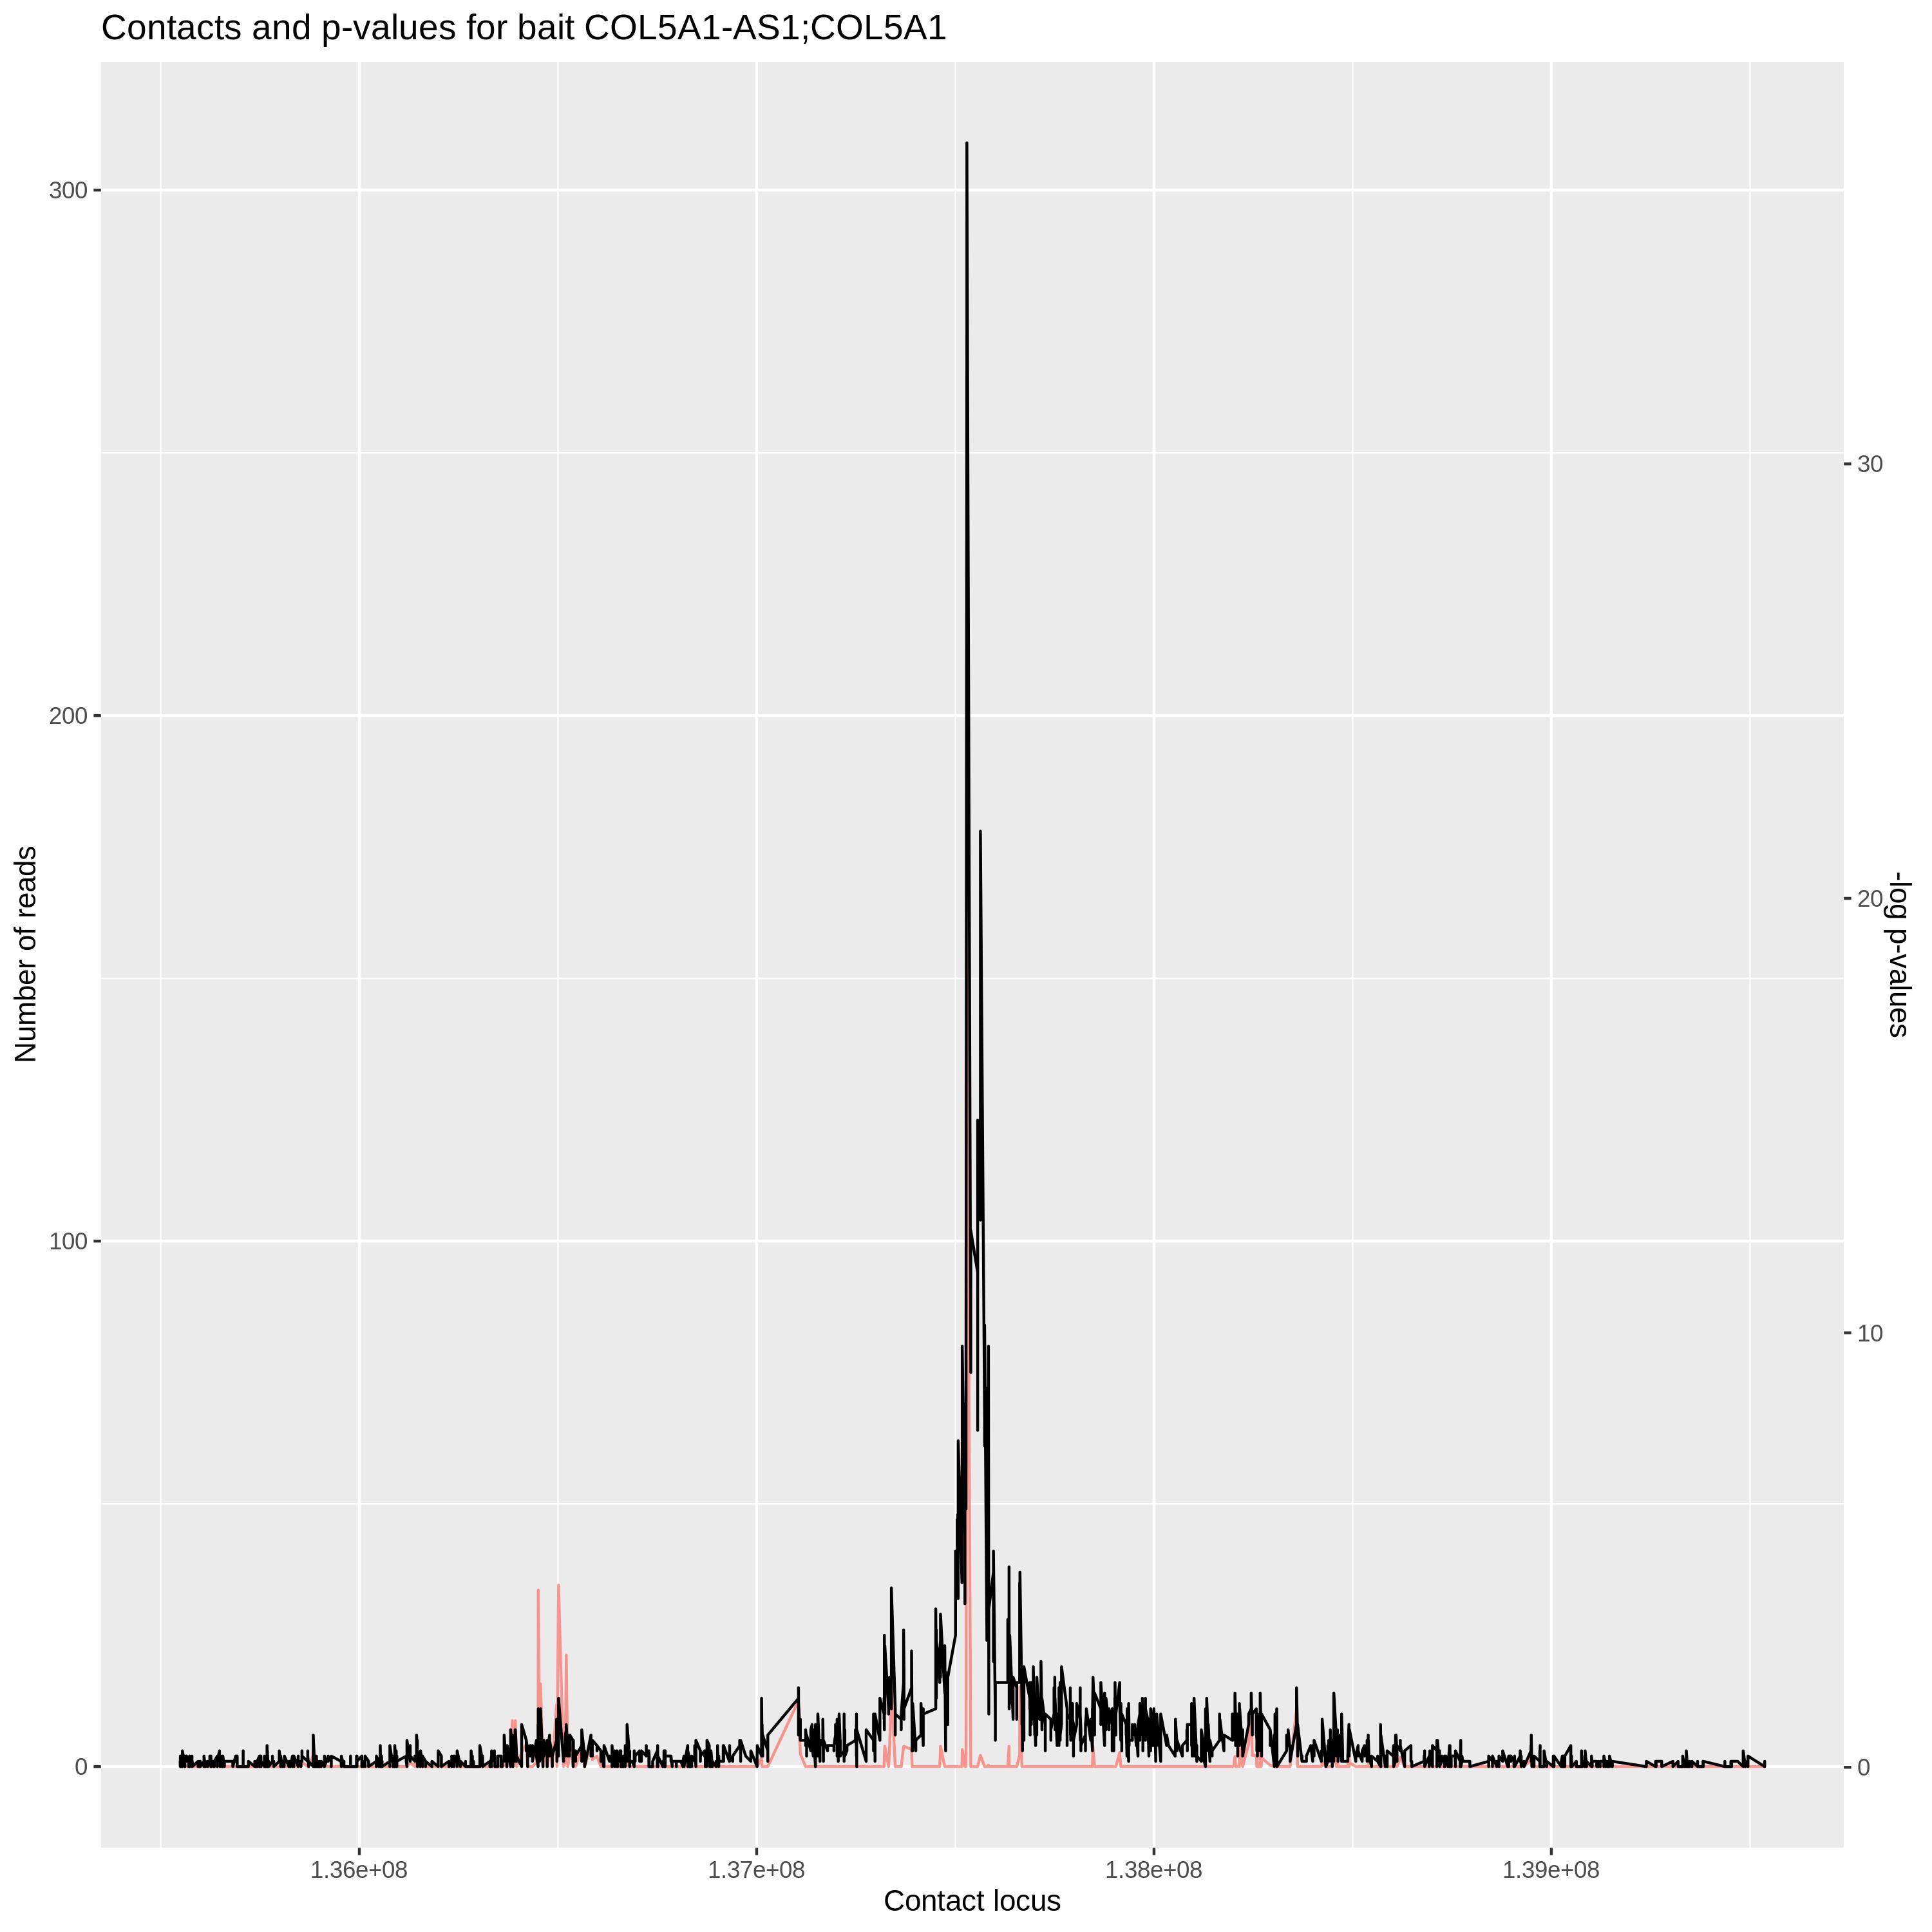 Contacts and p-values for bait COL5A1-AS1;COL5A1
300
200
100
0
Number of reads
30
20
10
0
-log p-values
1.36e+08
1.37e+08
1.38e+08
1.39e+08
Contact locus